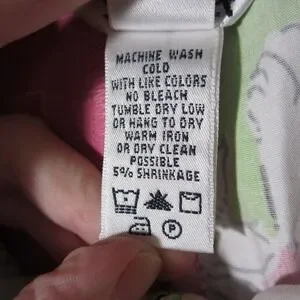 MACHINE WASH
COLD
WITH LIKE COLORS
NO BLEACH
TUMBLE DRY LOW
OR HANG TO DRY
WARM IRON
OR DRY CLEAN
POSSIBLE
5% SHRINKAGE
P